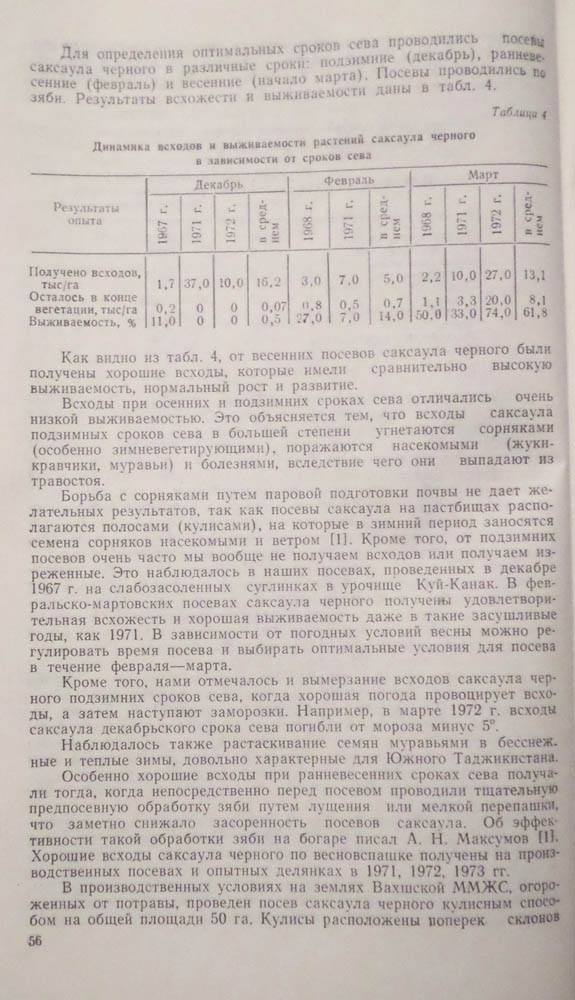 Для определения оптимальных сроков сева проводились посевы
саксаула черного в различные сроки: подзимние (декабрь), ранневе-
сенние (февраль) и весенние (начало марта). Посевы проводились по
зяби. Результаты всхожести и выживаемости даны в табл. 4.
Таблица 4
Динамика всходов и выживаемости растений саксаула черного
в зависимости от сроков сева
Результаты опыта Декабрь Февраль Март
1967 г. 1971 г. 1972 г. в сред-нем 1968 г. 1971 г. в сред-нем 1968 г. 1971 г. 1972 г. в сред-нем
Получено всходов,
тыс/га 1,7 37,0 10,0 16,2 3,0 7,0 5,0 2,2 10,0 27,0 13,1
Осталось в конце
вегетации, тыс/га 0,2 0 0 0,07 0,8 0,5 0,7 1,1 3,3 20,0 8,1
Выживаемость, % 11,0 0 0 0,5 27,0 7,0 14,0 50,0 33,0 74,0 61,8
Как видно из табл. 4, от весенних посевов саксаула черного были
получены хорошие всходы, которые имели сравнительно высокую
выживаемость, нормальный рост и развитие.
Всходы при осенних и подзимних сроках сева отличались очень
низкой выживаемостью. Это объясняется тем, что всходы саксаула
подзимных сроков сева в большей степени угнетаются сорняками
(особенно зимневегетирующими), поражаются насекомыми (жуки-
кравчики, муравьи) и болезнями, вследствие чего они выпадают из
травостоя.
Борьба с сорняками путем паровой подготовки почвы не дает же-
лательных результатов, так как посевы саксаула на пастбищах распо-
лагаются полосами (кулисами), на которые в зимний период заносятся
семена сорняков насекомыми и ветром [1]. Кроме того, от подзимних
посевов очень часто мы вообще не получаем всходов или получаем из-
реженные. Это наблюдалось в наших посевах, проведенных в декабре
1967 г. на слабозасоленных суглинках в урочище Куй-Канак. В фев-
ральско-мартовских посевах саксаула черного получены удовлетвори-
тельная всхожесть и хорошая выживаемость даже в такие засушливые
годы, как 1971. В зависимости от погодных условий весны можно ре-
гулировать время посева и выбирать оптимальные условия для посева
в течение февраля—марта.
Кроме того, нами отмечалось и вымерзание всходов саксаула чер-
ного подзимних сроков сева, когда хорошая погода провоцирует всхо-
ды, а затем наступают заморозки. Например, в марте 1972 г. всходы
саксаула декабрьского срока сева погибли от мороза минус 5°.
Наблюдалось также растаскивание семян муравьями в бесснеж-
ные и теплые зимы, довольно характерные для Южного Таджикистана.
Особенно хорошие всходы при ранневесенних сроках сева получа-
ли тогда, когда непосредственно перед посевом проводили тщательную
предпосевную обработку зяби путем лущения или мелкой перепашки,
что заметно снижало засоренность посевов саксаула. Об эффек-
тивности такой обработки зяби на богаре писал А. Н. Максумов [1].
Хорошие всходы саксаула черного по весновспашке получены на произ-
водственных посевах и опытных делянках в 1971, 1972, 1973 гг.
В производственных условиях на землях Вахшской ММЖС, огоро-
женных от потравы, проведен посев саксаула черного кулисным спосо-
бом на общей площади 50 га. Кулисы расположены поперек склонов
56